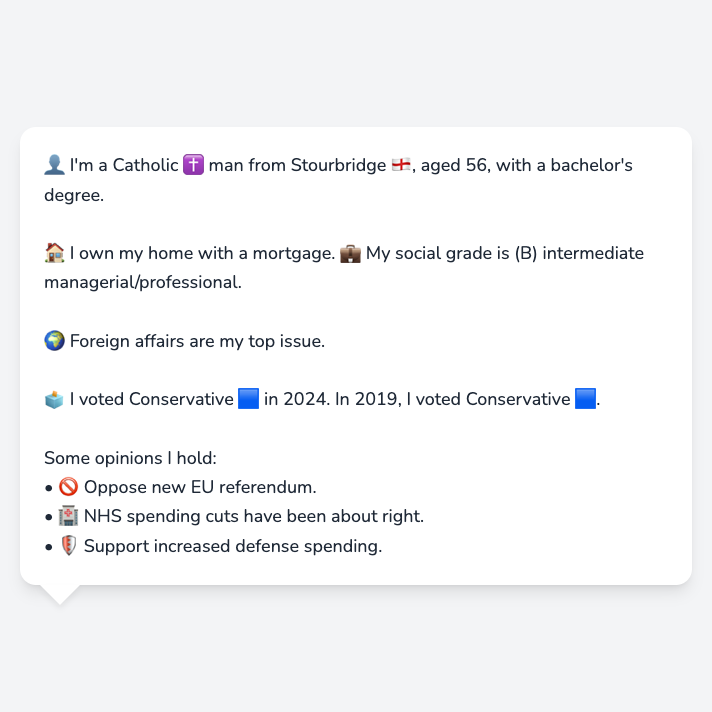 👤 I'm a Catholic ✝️ man from Stourbridge 🏴󠁧󠁢󠁥󠁮󠁧󠁿, aged 56, with a bachelor's
degree.
🏠 I own my home with a mortgage. 💼 My social grade is (B) intermediate
managerial/professional.
🌍 Foreign affairs are my top issue.
🗳️ I voted Conservative 🟦 in 2024. In 2019, I voted Conservative 🟦.
Some opinions I hold:
• 🚫 Oppose new EU referendum.
• 🏥 NHS spending cuts have been about right.
• 🛡️ Support increased defense spending.